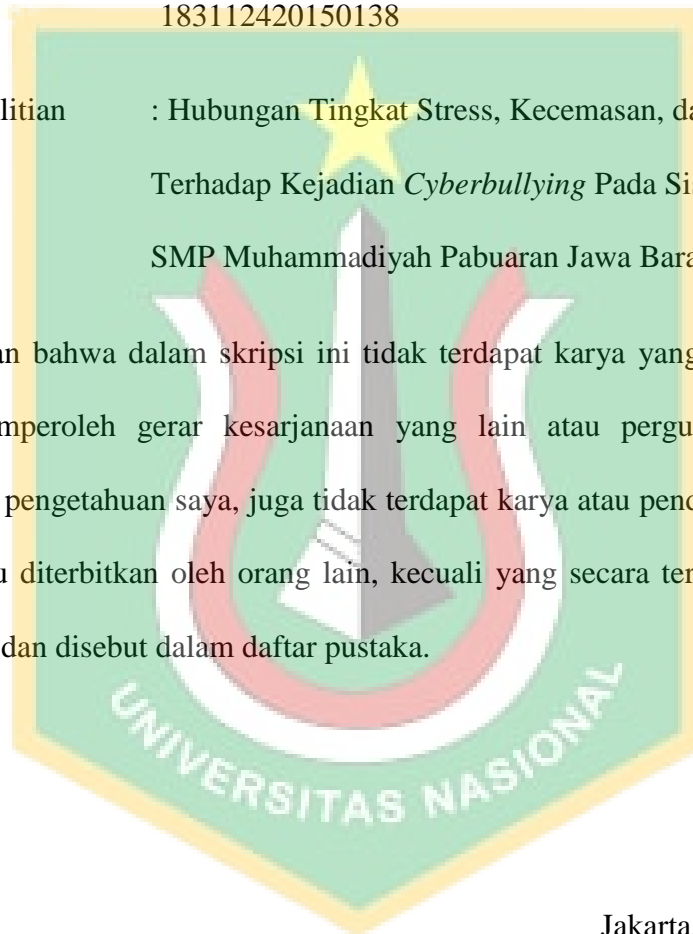 183112420150138
litian : Hubungan Tingkat Stress, Kecemasan, da
Terhadap Kejadian Cyberbullying Pada Si
SMP Muhammadiyah Pabuaran Jawa Bara
an bahwa dalam skripsi ini tidak terdapat karya yang
mperoleh gerar kesarjanaan yang lain atau pergu
pengetahuan saya, juga tidak terdapat karya atau pend
u diterbitkan oleh orang lain, kecuali yang secara ter
dan disebut dalam daftar pustaka.
UNIVERSITAS NASIONAL
Jakarta